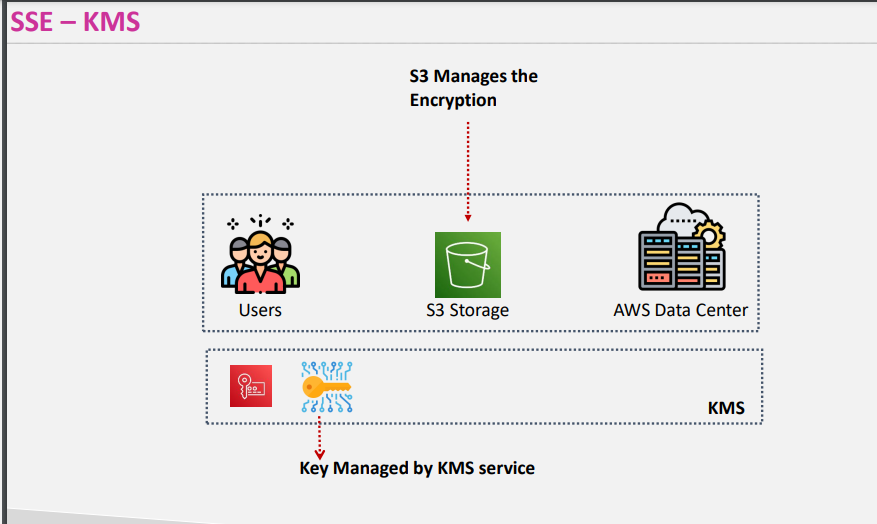 SSE – KMS
S3 Manages the
Encryption
Users
S3 Storage
AWS Data Center
KMS
Key Managed by KMS service